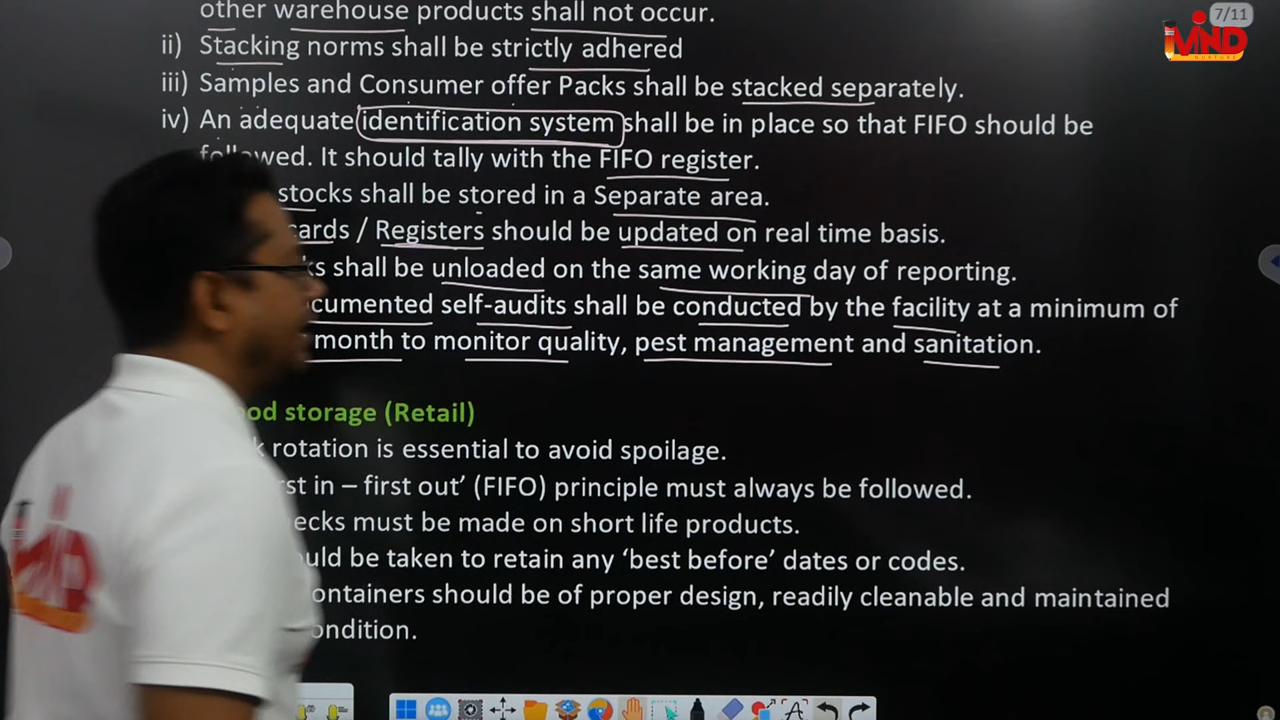 other warehouse products shall not occur.
7/11
MIND
ii) Stacking norms shall be strictly adhered
iii) Samples and Consumer offer Packs shall be stacked separately.
iv) An adequate identification system shall be in place so that FIFO should be
followed. It should tally with the FIFO register.
stocks shall be stored in a Separate area.
cards / Registers should be updated on real time basis.
shall be unloaded on the same working day of reporting.
self-audits shall be conducted by the facility at a minimum of
month to monitor quality, pest management and sanitation.
storage (Retail)
rotation is essential to avoid spoilage.
in – first out’ (FIFO) principle must always be followed.
must be made on short life products.
be taken to retain any ‘best before’ dates or codes.
should be of proper design, readily cleanable and maintained